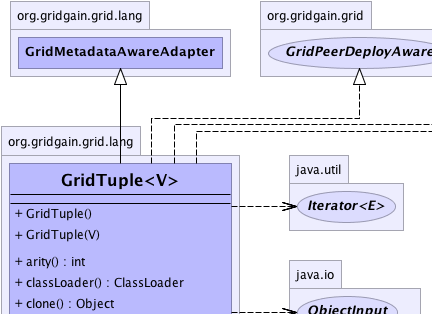 org.gridgain.grid.lang
GridMetadataAwareAdapter
org.gridgain.grid
GridPeerDeployAware
org.gridgain.grid.lang
GridTuple<V>
+ GridTuple()
+ GridTuple(V)
+ arity() : int
+ classLoader() : ClassLoader
+ clone() : Object
java.util
Iterator<E>
java.io
ObjectInput